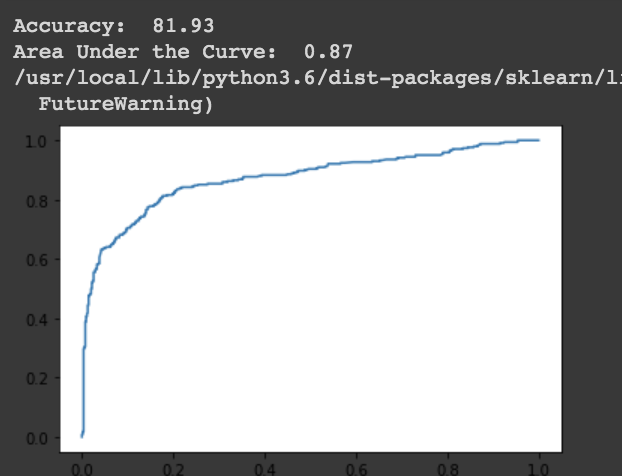 Accuracy:  81.93
Area Under the Curve:  0.87
/usr/local/lib/python3.6/dist-packages/sklearn/li
  FutureWarning)
1.0
0.8
0.6
0.4
0.2
0.0
0.0 0.2 0.4 0.6 0.8 1.0